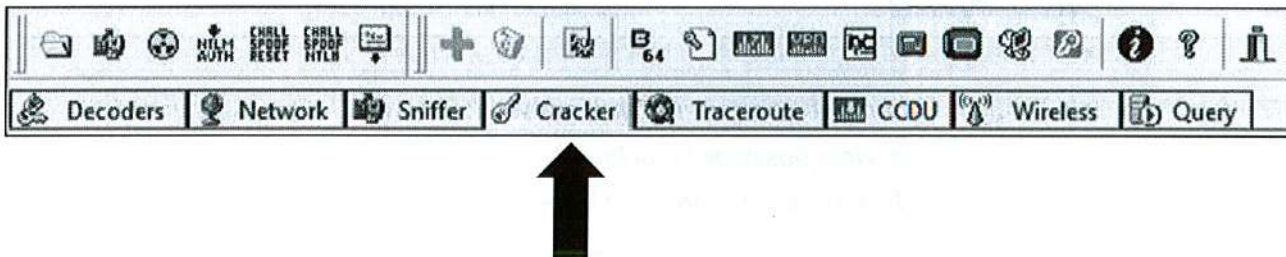 NTLM AUTH CHALL SPOOF RESET CHALL SPOOF NTLM B 64
Decoders Network Sniffer Cracker Traceroute CCDU Wireless Query